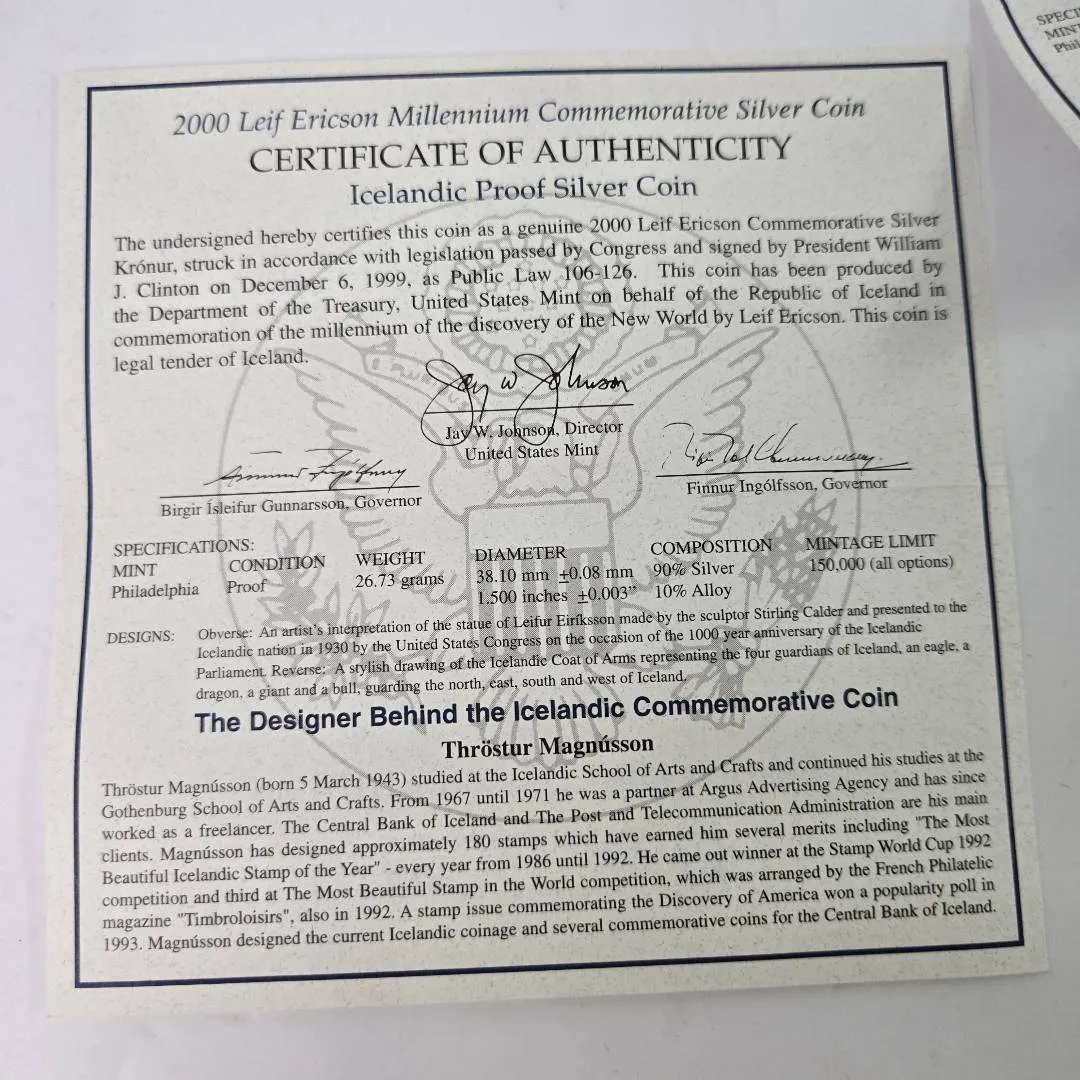 2000 Leif Ericson Millennium Commemorative Silver Coin
CERTIFICATE OF AUTHENTICITY
Icelandic Proof Silver Coin
The undersigned hereby certifies this coin as a genuine 2000 Leif Ericson Commemorative Silver
Krónur, struck in accordance with legislation passed by Congress and signed by President William
J. Clinton on December 6, 1999, as Public Law 106-126. This coin has been produced by
the Department of the Treasury, United States Mint on behalf of the Republic of Iceland in
commemoration of the millennium of the discovery of the New World by Leif Ericson. This coin is
legal tender of Iceland.
Jay W Johnson
Jay W. Johnson, Director
United States Mint
Birgir Ísleifur Gunnarsson, Governor
Finnur Ingólfsson, Governor
SPECIFICATIONS:
MINT CONDITION WEIGHT DIAMETER COMPOSITION MINTAGE LIMIT
Philadelphia Proof 26.73 grams 38.10 mm ±0.08 mm 90% Silver 150,000 (all options)
1.500 inches ±0.003” 10% Alloy
DESIGNS: Obverse: An artist's interpretation of the statue of Leifur Eiríksson made by the sculptor Stirling Calder and presented to the
Icelandic nation in 1930 by the United States Congress on the occasion of the 1000 year anniversary of the Icelandic
Parliament. Reverse: A stylish drawing of the Icelandic Coat of Arms representing the four guardians of Iceland, an eagle, a
dragon, a giant and a bull, guarding the north, east, south and west of Iceland.
The Designer Behind the Icelandic Commemorative Coin
Thröstur Magnússon
Thröstur Magnússon (born 5 March 1943) studied at the Icelandic School of Arts and Crafts and continued his studies at the
Gothenburg School of Arts and Crafts. From 1967 until 1971 he was a partner at Argus Advertising Agency and has since
worked as a freelancer. The Central Bank of Iceland and The Post and Telecommunication Administration are his main
clients. Magnússon has designed approximately 180 stamps which have earned him several merits including "The Most
Beautiful Icelandic Stamp of the Year" - every year from 1986 until 1992. He came out winner at the Stamp World Cup 1992
competition and third at The Most Beautiful Stamp in the World competition, which was arranged by the French Philatelic
magazine "Timbroloisirs", also in 1992. A stamp issue commemorating the Discovery of America won a popularity poll in
1993. Magnússon designed the current Icelandic coinage and several commemorative coins for the Central Bank of Iceland.
SPECI
MINT
Phil